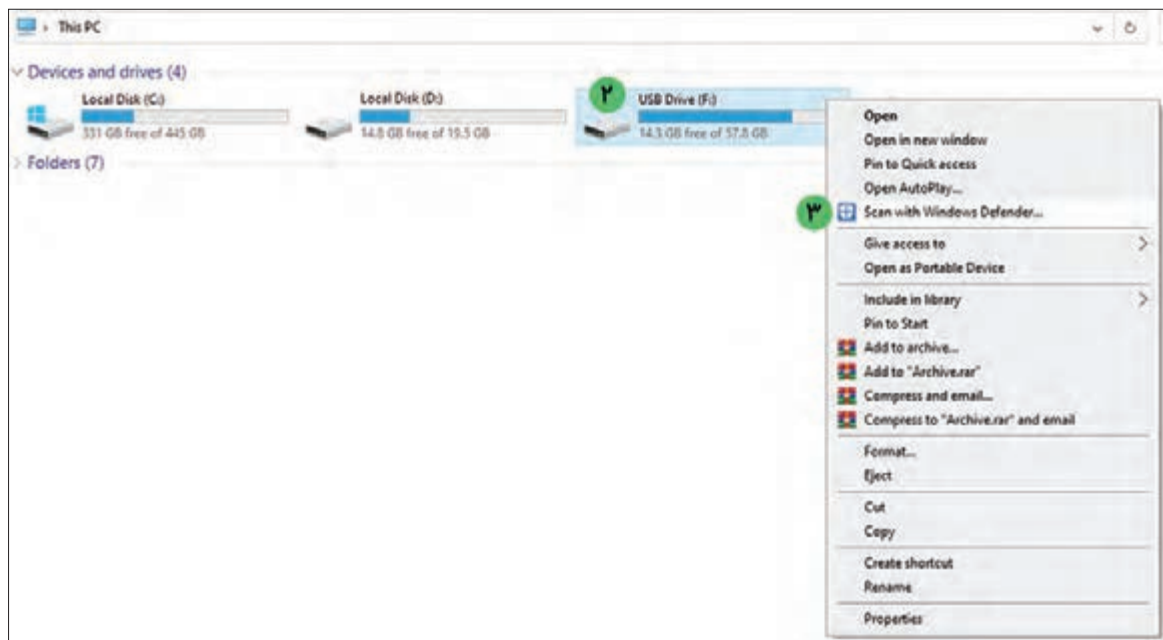 This PC
Devices and drives (4)
Local Disk (C:)
331 GB free of 445 GB
Local Disk (D:)
14.8 GB free of 19.5 GB
۲
USB Drive (F:)
14.3 GB free of 57.8 GB
Folders (7)
Open
Open in new window
Pin to Quick access
Open AutoPlay...
۳ Scan with Windows Defender...
Give access to
Open as Portable Device
Include in library
Pin to Start
Add to archive...
Add to "Archive.rar"
Compress and email...
Compress to "Archive.rar" and email
Format...
Eject
Cut
Copy
Create shortcut
Rename
Properties